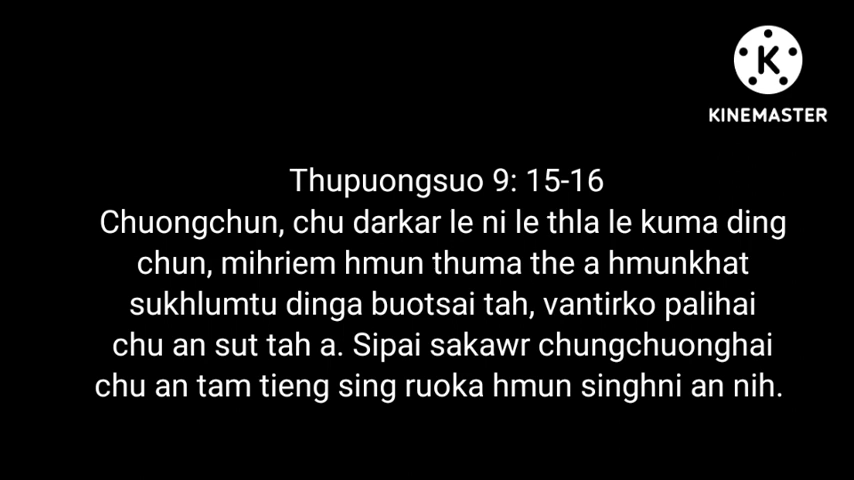 KINEMASTER
Thupuongsuo 9: 15-16
Chuongchun, chu darkar le ni le thla le kuma ding
chun, mihriem hmun thuma the a hmunkhat
sukhlumtu dinga buotsai tah, vantirko palihai
chu an sut tah a. Sipai sakawr chungchuonghai
chu an tam tieng sing ruoka hmun singhni an nih.